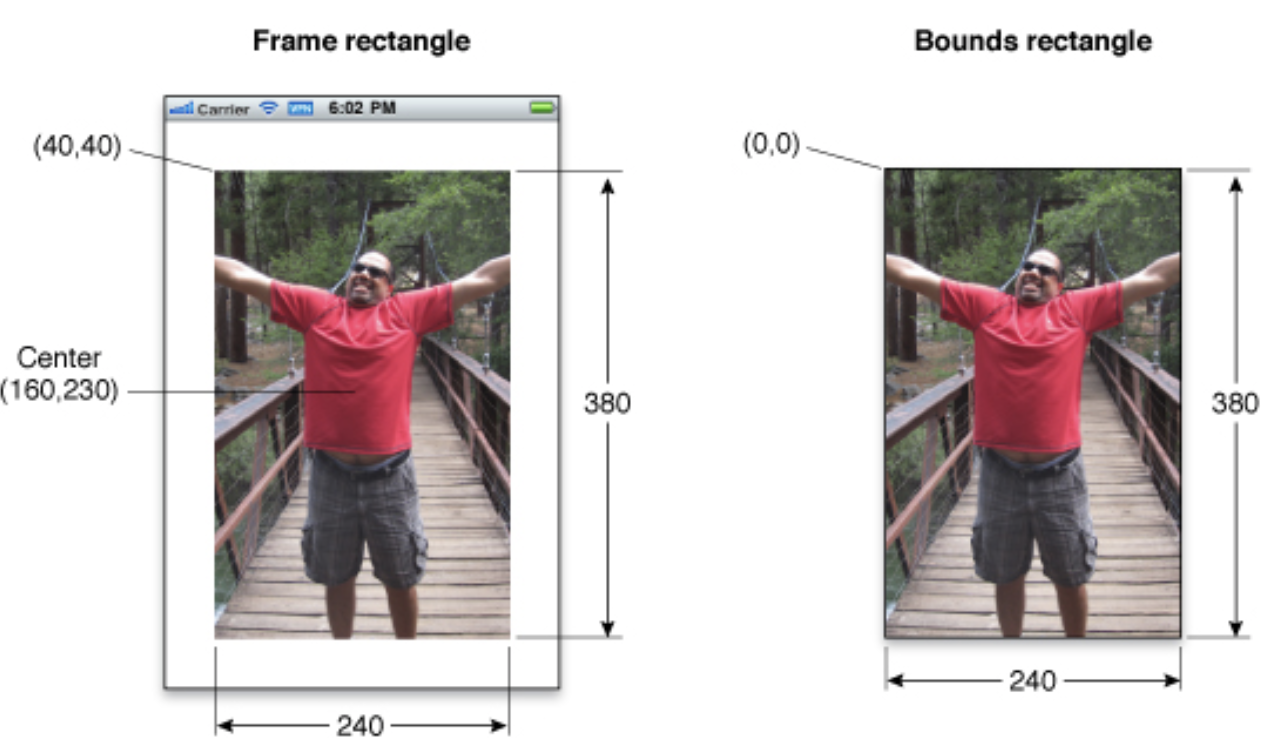 Frame rectangle
Bounds rectangle
Carrier VPN 6:02 PM
(40,40)
(0,0)
Center
(160,230)
380
380
240
240